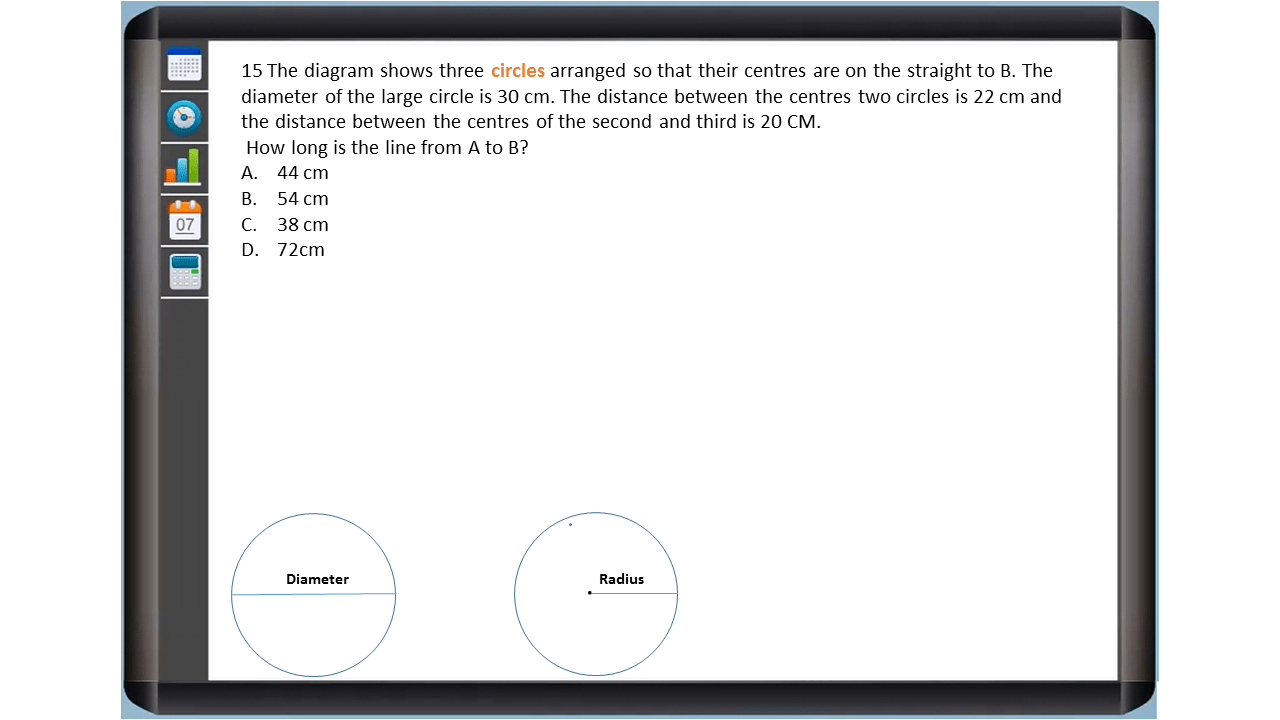 15 The diagram shows three circles arranged so that their centres are on the straight to B. The
diameter of the large circle is 30 cm. The distance between the centres two circles is 22 cm and
the distance between the centres of the second and third is 20 CM.
How long is the line from A to B?
A. 44 cm
B. 54 cm
C. 38 cm
D. 72cm
07
Diameter
Radius